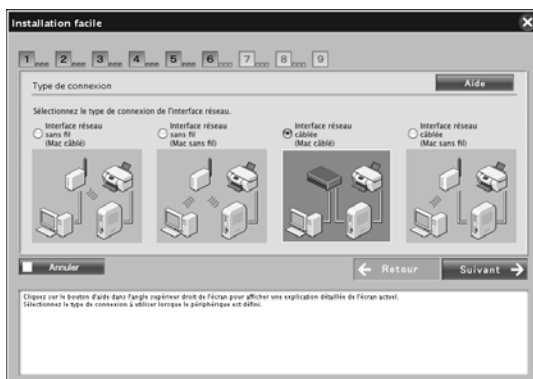 Installation facile
1 2 3 4 5 6 7 8 9
Type de connexion
Aide
Sélectionnez le type de connexion de l'interface réseau.
Interface réseau
sans fil
(Mac câblé)
Interface réseau
sans fil
(Mac sans fil)
Interface réseau
câblée
(Mac câblé)
Interface réseau
câblée
(Mac sans fil)
Annuler
Retour
Suivant
Cliquez sur le bouton d'aide dans l'angle supérieur droit de l'écran pour afficher une explication détaillée de l'écran actuel.
Sélectionnez le type de connexion à utiliser lorsque le périphérique est défini.